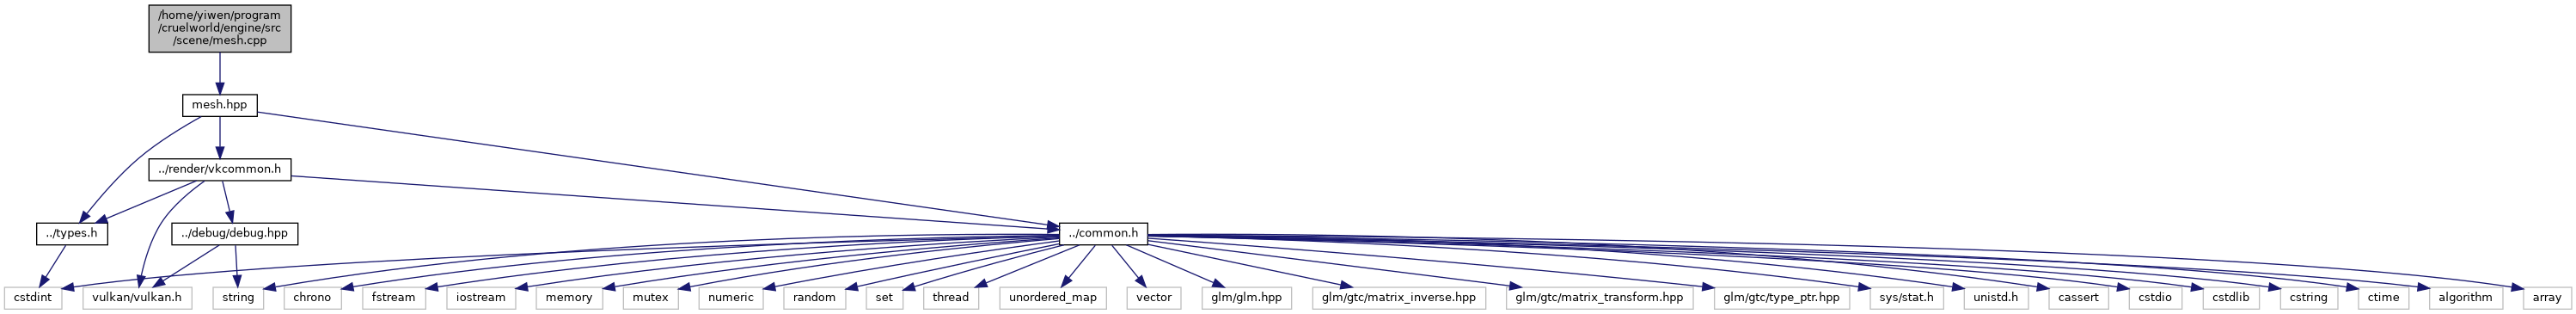 /home/yiwen/program
/cruelworld/engine/src
/scene/mesh.cpp
mesh.hpp
../render/vkcommon.h
../types.h
../debug/debug.hpp
../common.h
cstdint
vulkan/vulkan.h
string
chrono
fstream
iostream
memory
mutex
numeric
random
set
thread
unordered_map
vector
glm/glm.hpp
glm/gtc/matrix_inverse.hpp
glm/gtc/matrix_transform.hpp
glm/gtc/type_ptr.hpp
sys/stat.h
unistd.h
cassert
cstdio
cstdlib
cstring
ctime
algorithm
array